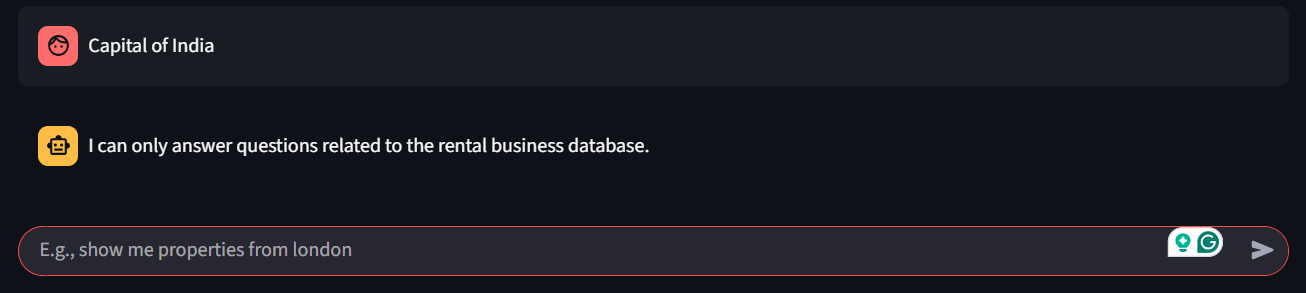 Capital of India
I can only answer questions related to the rental business database.
E.g., show me properties from london